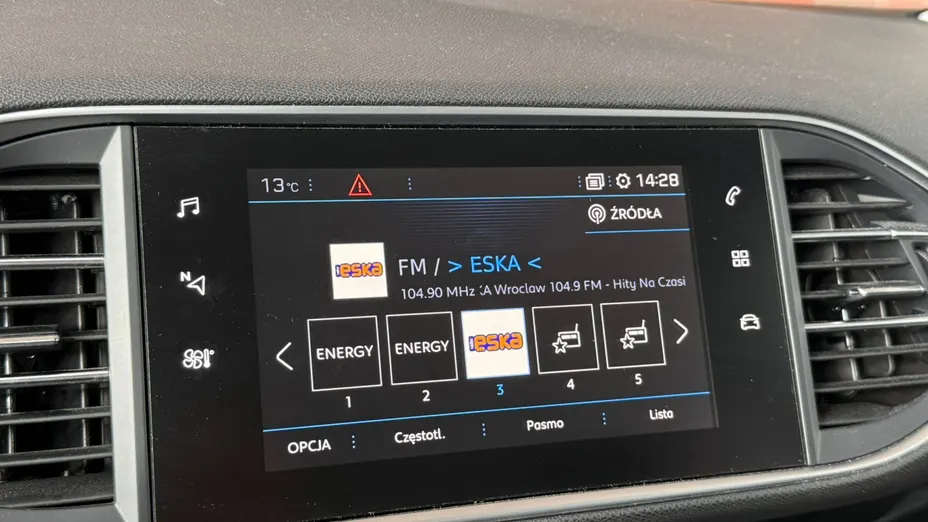 13°C
14:28
ŹRÓDŁA
ESKA
FM / > ESKA <
104.90 MHz :A Wroclaw 104.9 FM - Hity Na Czasi
N
ENERGY ENERGY ESKA
1 2 3 4 5
OPCJA Częstotl. Pasmo Lista